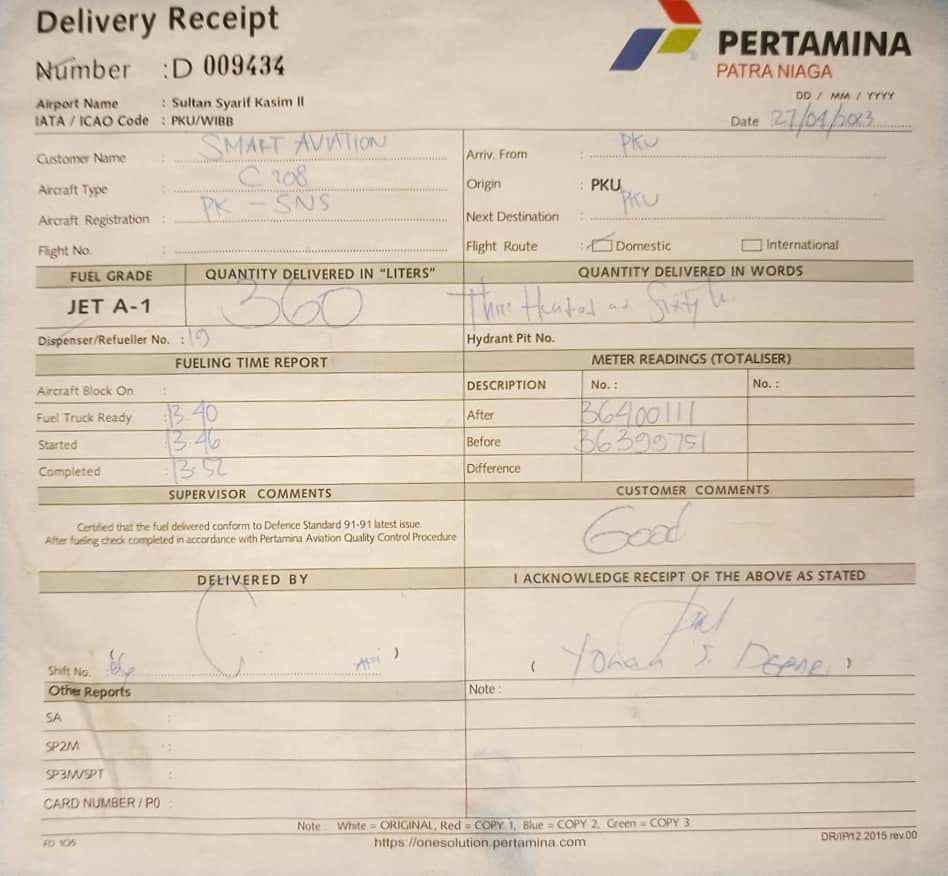 Delivery Receipt
PERTAMINA
PATRA NIAGA
Number : D 009434
Airport Name : Sultan Syarif Kasim II
IATA / ICAO Code : PKU/WIBB
DD / MM / YYYY
Date 27/04/2023
Customer Name : SMART AVIATION
Arriv. From : PKU
Aircraft Type : C 208
Origin : PKU
Aircraft Registration : PK - SNS
Next Destination : PKU
Flight No. :
Flight Route : Domestic International
FUEL GRADE QUANTITY DELIVERED IN "LITERS" QUANTITY DELIVERED IN WORDS
JET A-1 360 Three Hundred Sixty
Dispenser/Refueller No. : 19 Hydrant Pit No.
FUELING TIME REPORT METER READINGS (TOTALISER)
Aircraft Block On : DESCRIPTION No. : No. :
Fuel Truck Ready : 13.40 After 36400111
Started : 13.46 Before 36399751
Completed : 13.52 Difference
SUPERVISOR COMMENTS CUSTOMER COMMENTS
Certified that the fuel delivered conform to Defence Standard 91-91 latest issue.
After fueling check completed in accordance with Pertamina Aviation Quality Control Procedure
Good
DELIVERED BY I ACKNOWLEDGE RECEIPT OF THE ABOVE AS STATED
Shift No. : ( ) ( Yohan S. )
Other Reports Note :
SA :
SP2M :
SP3M/SPT :
CARD NUMBER / PO :
Note : White = ORIGINAL, Red = COPY 1, Blue = COPY 2, Green = COPY 3
FD 105 https://onesolution.pertamina.com DR/IP/12.2015 rev.00